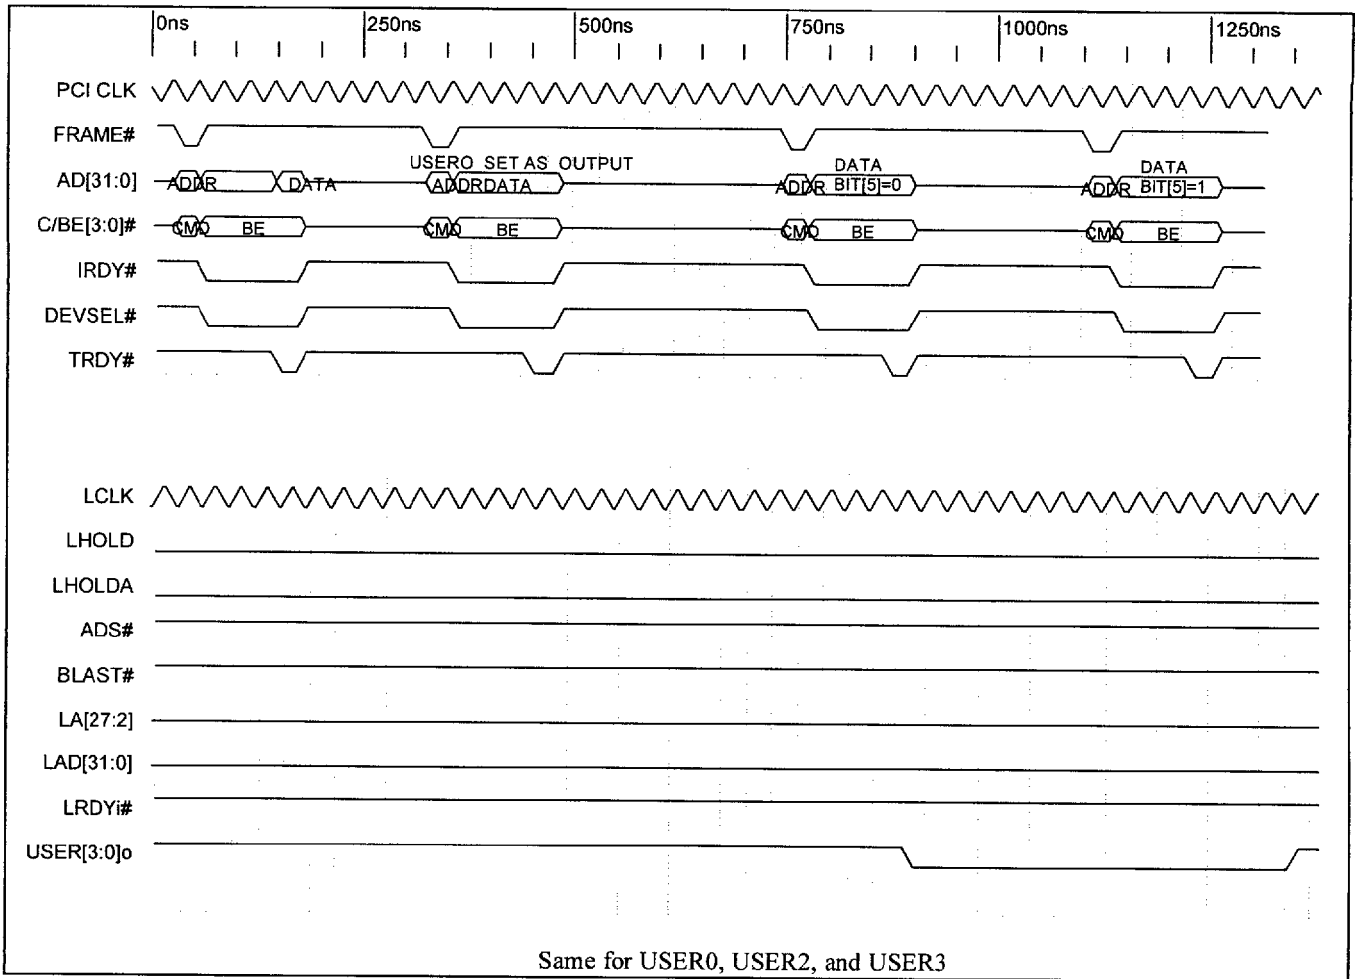 0ns 250ns 500ns 750ns 1000ns 1250ns
PCI CLK
FRAME#
USERO SET AS OUTPUT DATA DATA
AD[31:0] ADDR DATA ADDRDATA ADDR BIT[5]=0 ADDR BIT[5]=1
C/BE[3:0]# CMD BE CMD BE CMD BE CMD BE
IRDY#
DEVSEL#
TRDY#
LCLK
LHOLD
LHOLDA
ADS#
BLAST#
LA[27:2]
LAD[31:0]
LRDYi#
USER[3:0]o
Same for USER0, USER2, and USER3